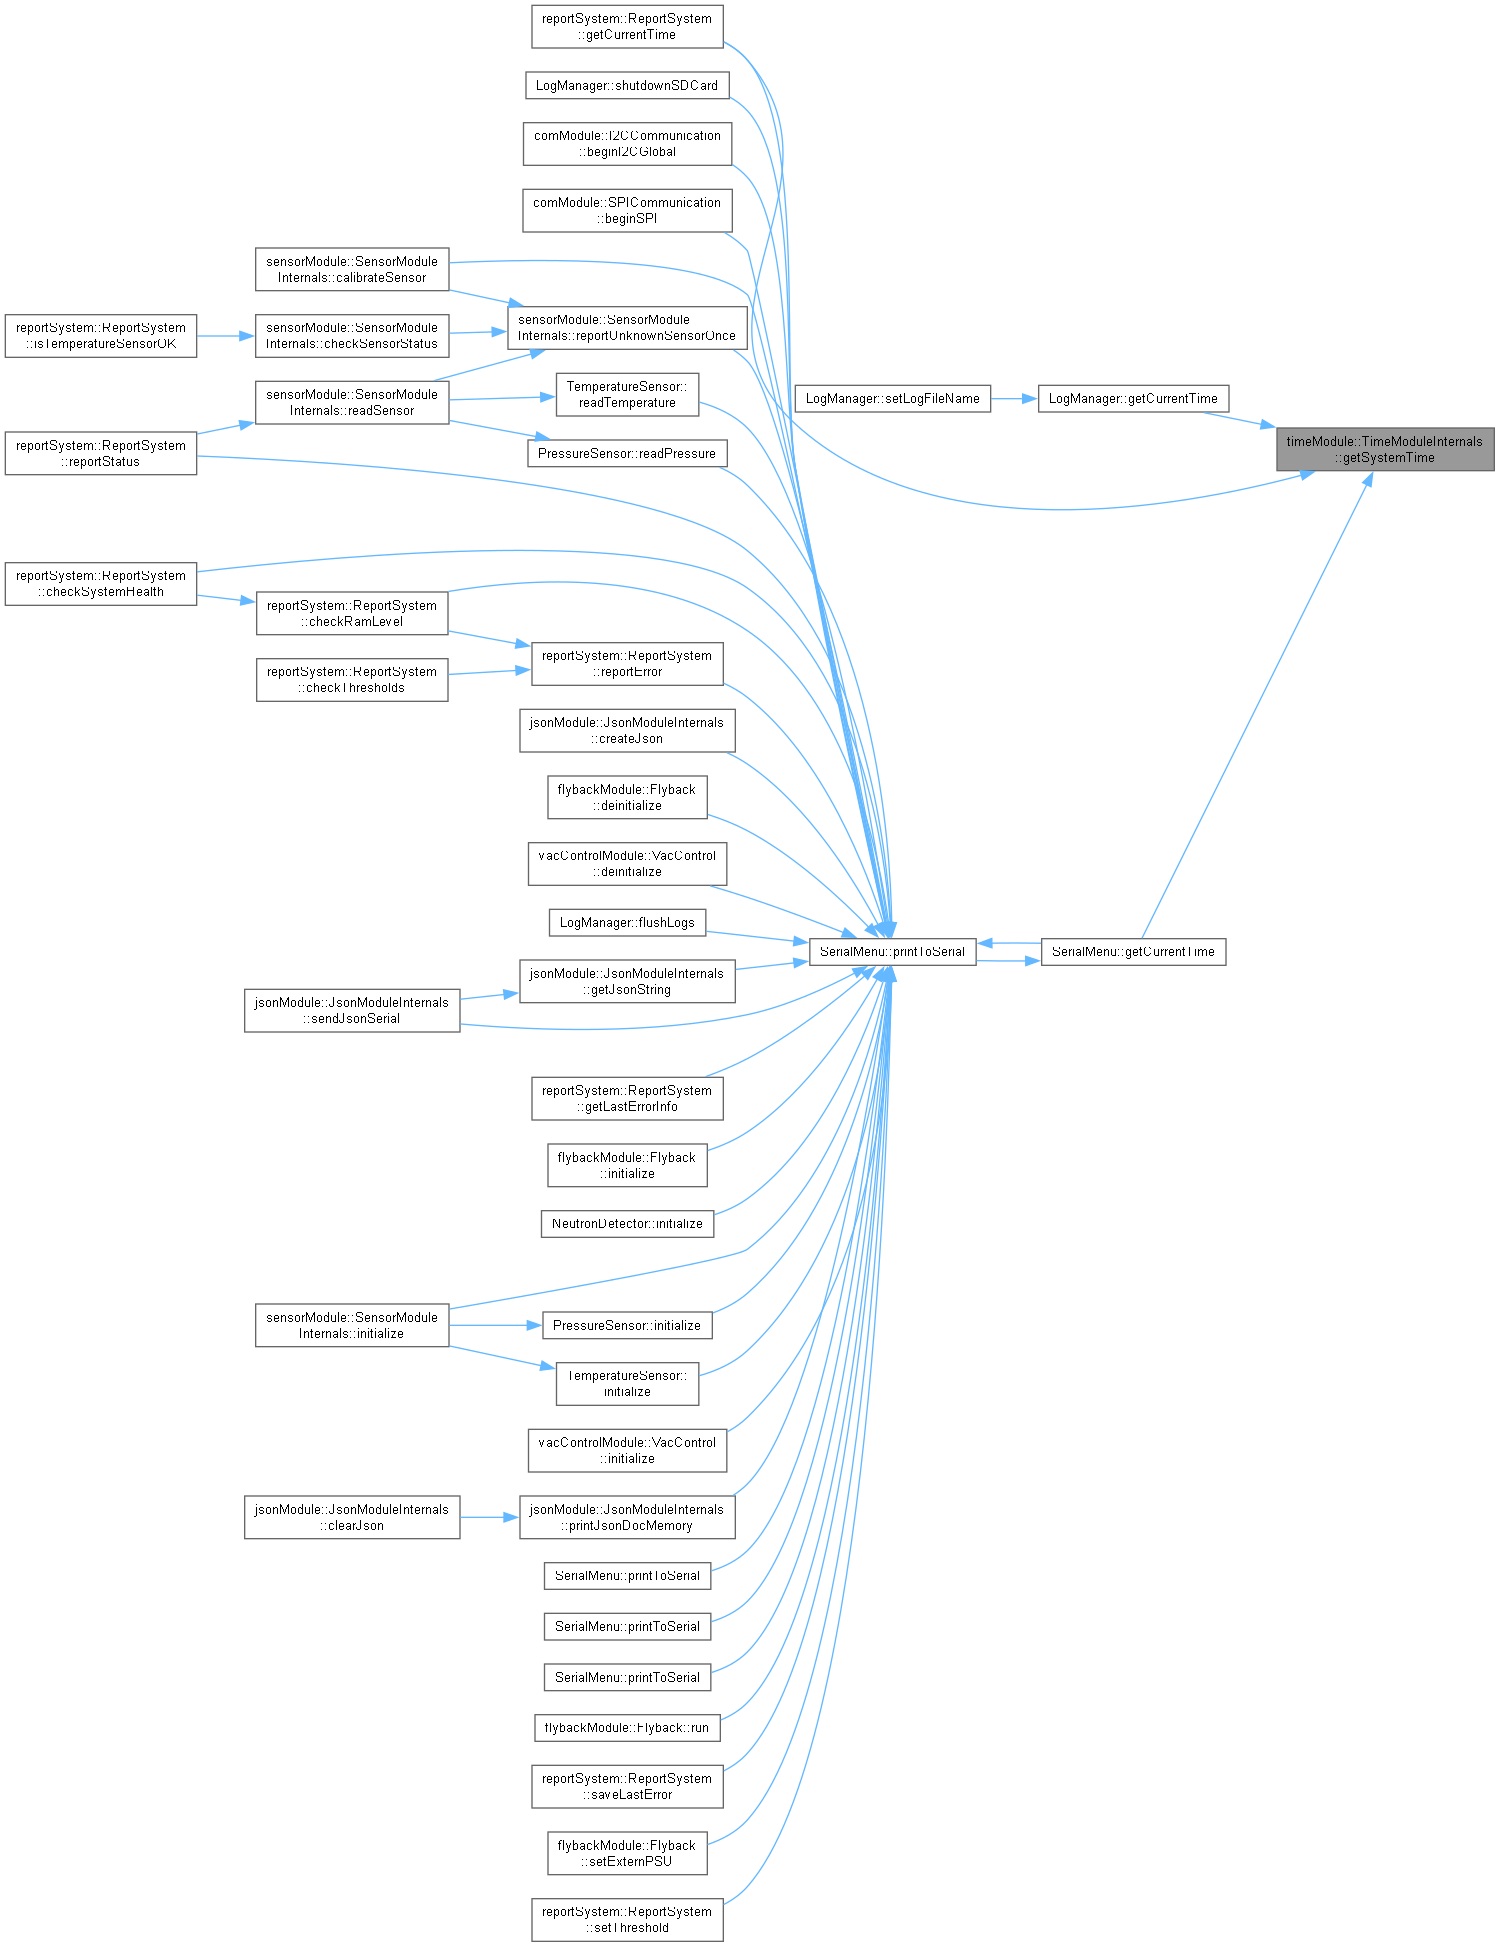 reportSystem::ReportSystem
::getCurrentTime
LogManager::shutdownSDCard
comModule::I2CCommunication
::beginI2CGlobal
comModule::SPICommunication
::beginSPI
sensorModule::SensorModule
Internals::calibrateSensor
sensorModule::SensorModule
Internals::reportUnknownSensorOnce
reportSystem::ReportSystem
::isTemperatureSensorOK
sensorModule::SensorModule
Internals::checkSensorStatus
sensorModule::SensorModule
Internals::readSensor
TemperatureSensor::
readTemperature
LogManager::setLogFileName
LogManager::getCurrentTime
timeModule::TimeModuleInternals
::getSystemTime
reportSystem::ReportSystem
::reportStatus
PressureSensor::readPressure
reportSystem::ReportSystem
::checkSystemHealth
reportSystem::ReportSystem
::checkRamLevel
reportSystem::ReportSystem
::reportError
reportSystem::ReportSystem
::checkThresholds
jsonModule::JsonModuleInternals
::createJson
flybackModule::Flyback
::deinitialize
vacControlModule::VacControl
::deinitialize
LogManager::flushLogs
SerialMenu::printToSerial
SerialMenu::getCurrentTime
jsonModule::JsonModuleInternals
::getJsonString
jsonModule::JsonModuleInternals
::sendJsonSerial
reportSystem::ReportSystem
::getLastErrorInfo
flybackModule::Flyback
::initialize
NeutronDetector::initialize
sensorModule::SensorModule
Internals::initialize
PressureSensor::initialize
TemperatureSensor::
initialize
vacControlModule::VacControl
::initialize
jsonModule::JsonModuleInternals
::clearJson
jsonModule::JsonModuleInternals
::printJsonDocMemory
SerialMenu::printToSerial
SerialMenu::printToSerial
SerialMenu::printToSerial
flybackModule::Flyback::run
reportSystem::ReportSystem
::saveLastError
flybackModule::Flyback
::setExternPSU
reportSystem::ReportSystem
::setThreshold